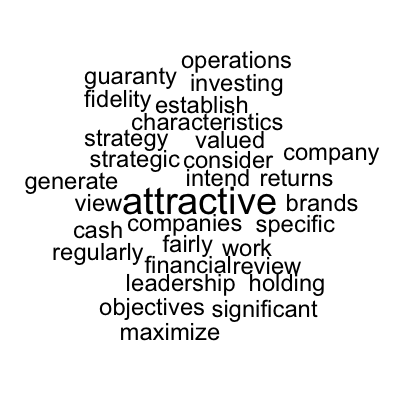 operations
guaranty investing
fidelity establish
characteristics
strategy valued
strategic consider company
generate intend returns
view attractive brands
cash companies specific
regularly fairly work
financial review
leadership holding
objectives significant
maximize